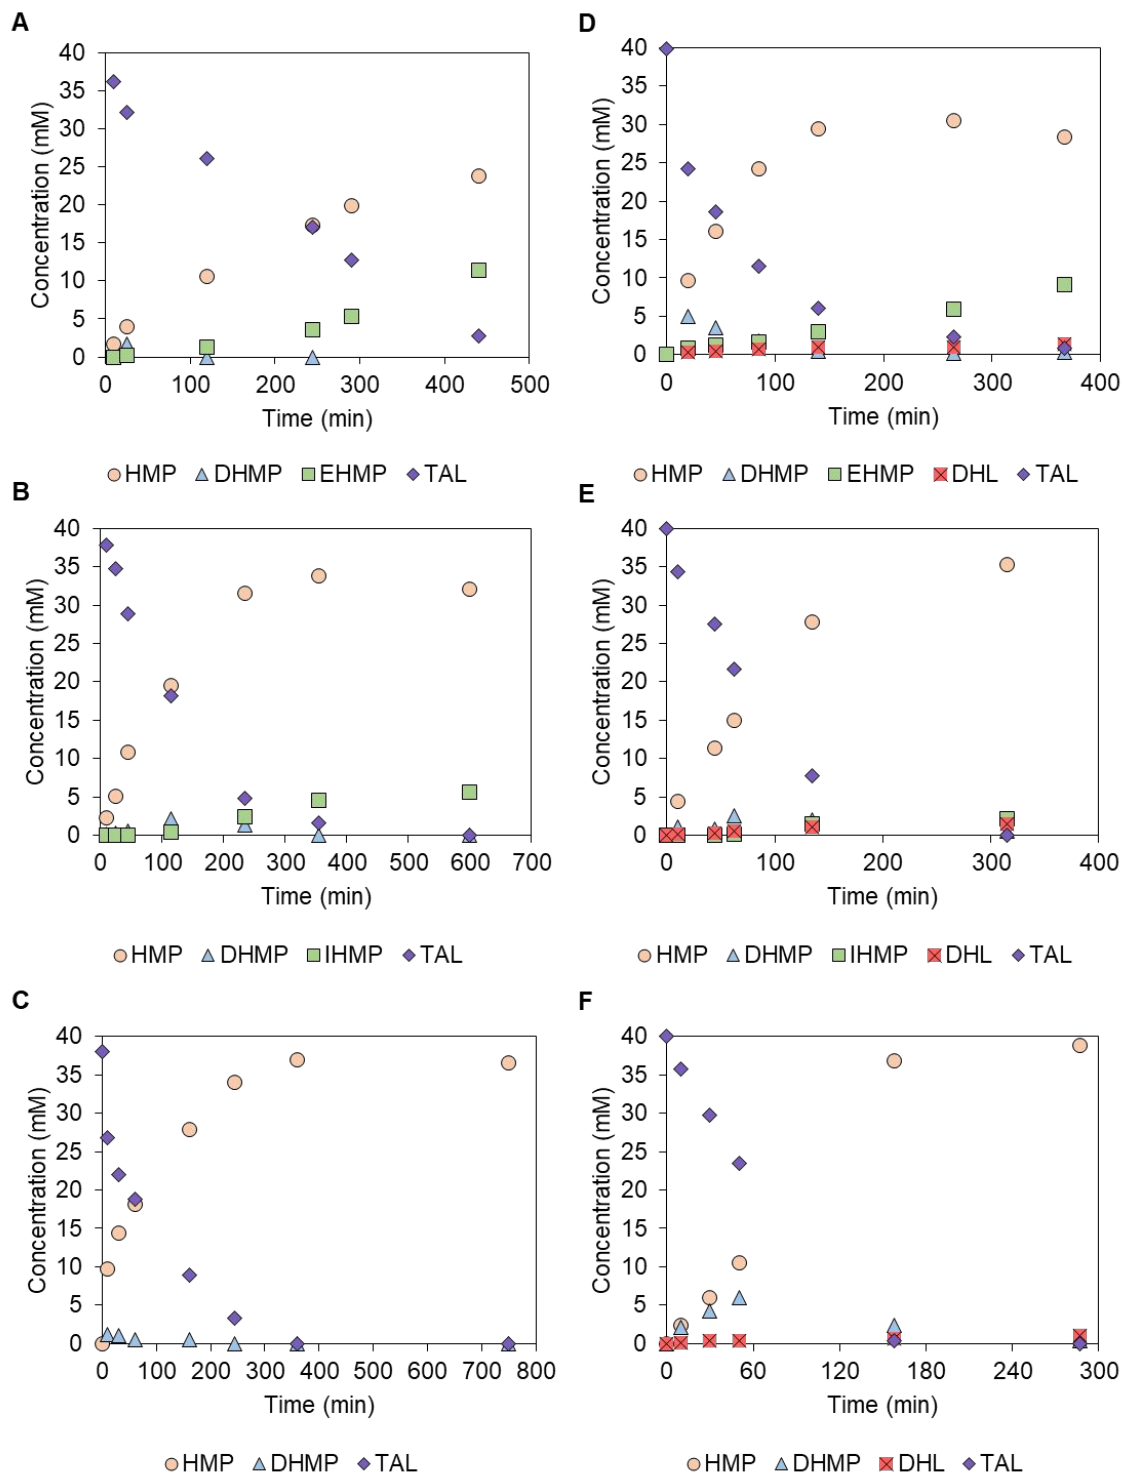 A
Concentration (mM)
40
35
30
25
20
15
10
5
0
0 100 200 300 400 500
Time (min)
HMP DHMP EHMP TAL
D
Concentration (mM)
40
35
30
25
20
15
10
5
0
0 100 200 300 400
Time (min)
HMP DHMP EHMP DHL TAL
B
Concentration (mM)
40
35
30
25
20
15
10
5
0
0 100 200 300 400 500 600 700
Time (min)
HMP DHMP IHMP TAL
E
Concentration (mM)
40
35
30
25
20
15
10
5
0
0 100 200 300 400
Time (min)
HMP DHMP IHMP DHL TAL
C
Concentration (mM)
40
35
30
25
20
15
10
5
0
0 100 200 300 400 500 600 700 800
Time (min)
HMP DHMP TAL
F
Concentration (mM)
40
35
30
25
20
15
10
5
0
0 60 120 180 240 300
Time (min)
HMP DHMP DHL TAL